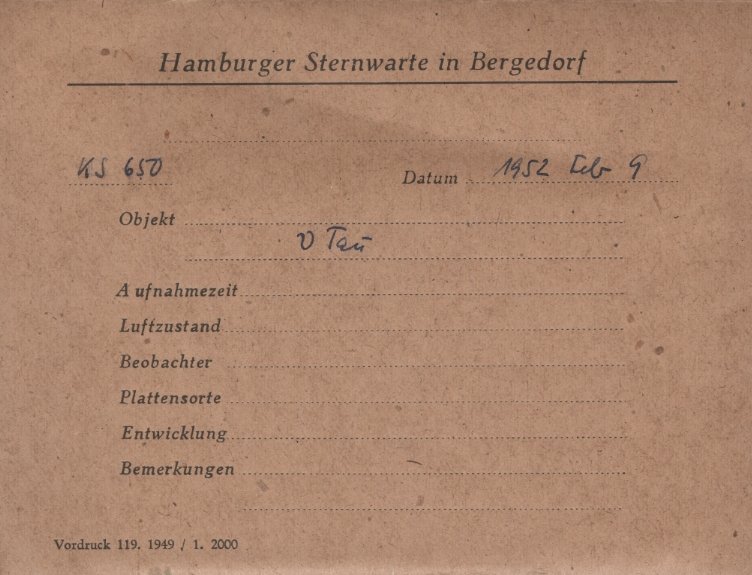 Hamburger Sternwarte in Bergedorf
KS 650 Datum 1952 Feb 9
Objekt
υ Tau
Aufnahmezeit
Luftzustand
Beobachter
Plattensorte
Entwicklung
Bemerkungen
Vordruck 119. 1949 / 1. 2000